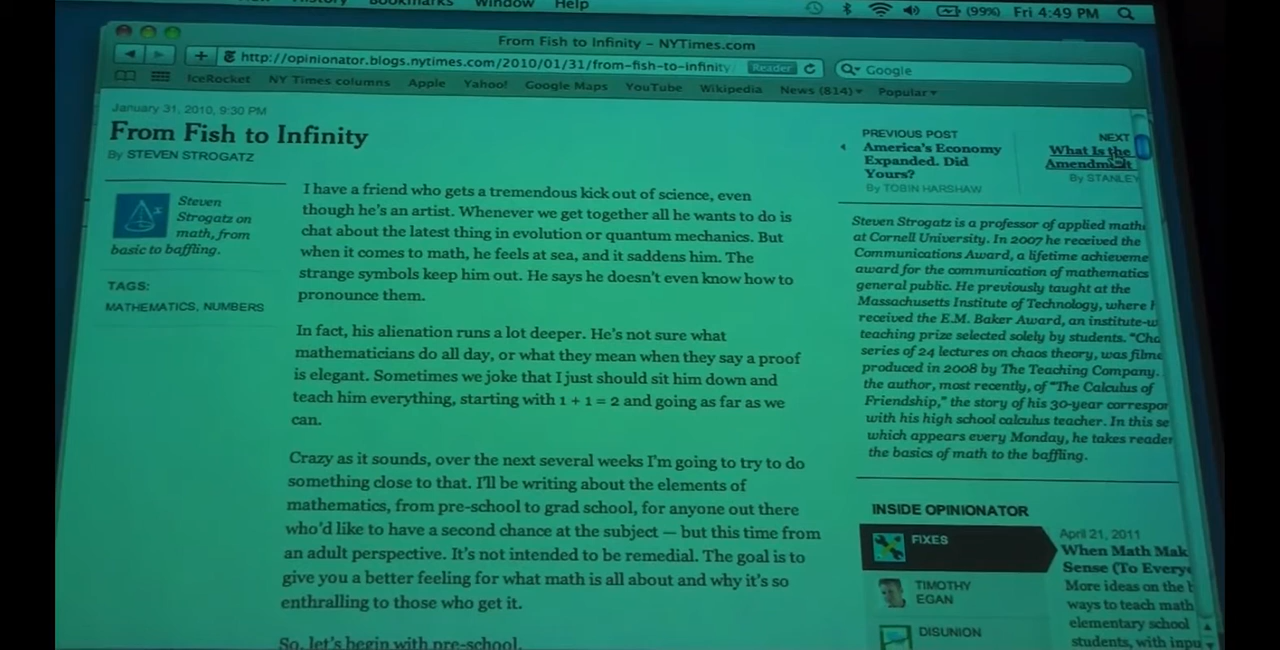 Bookmarks Window Help
(99%) Fri 4:49 PM
From Fish to Infinity – NYTimes.com
http://opinionator.blogs.nytimes.com/2010/01/31/from-fish-to-infinity/ Reader Google
IceRocket NY Times columns Apple Yahoo! Google Maps YouTube Wikipedia News (814) Popular
January 31, 2010, 9:30 PM
From Fish to Infinity
By STEVEN STROGATZ
Steven
Strogatz on
math, from
basic to baffling.
TAGS:
MATHEMATICS, NUMBERS
I have a friend who gets a tremendous kick out of science, even
though he's an artist. Whenever we get together all he wants to do is
chat about the latest thing in evolution or quantum mechanics. But
when it comes to math, he feels at sea, and it saddens him. The
strange symbols keep him out. He says he doesn't even know how to
pronounce them.
In fact, his alienation runs a lot deeper. He's not sure what
mathematicians do all day, or what they mean when they say a proof
is elegant. Sometimes we joke that I just should sit him down and
teach him everything, starting with 1 + 1 = 2 and going as far as we
can.
Crazy as it sounds, over the next several weeks I'm going to try to do
something close to that. I'll be writing about the elements of
mathematics, from pre-school to grad school, for anyone out there
who'd like to have a second chance at the subject — but this time from
an adult perspective. It's not intended to be remedial. The goal is to
give you a better feeling for what math is all about and why it's so
enthralling to those who get it.
So, let's begin with pre-school.
PREVIOUS POST
America's Economy
Expanded. Did
Yours?
By TOBIN HARSHAW
NEXT
What Is the
By STANLEY
Steven Strogatz is a professor of applied math
at Cornell University. In 2007 he received the
Communications Award, a lifetime achieveme
award for the communication of mathematics
general public. He previously taught at the
Massachusetts Institute of Technology, where h
received the E.M. Baker Award, an institute-w
teaching prize selected solely by students. "Cha
series of 24 lectures on chaos theory, was filme
produced in 2008 by The Teaching Company.
the author, most recently, of "The Calculus of
Friendship," the story of his 30-year correspon
with his high school calculus teacher. In this se
which appears every Monday, he takes reader
the basics of math to the baffling.
INSIDE OPINIONATOR
FIXES
TIMOTHY
EGAN
DISUNION
April 21, 2011
When Math Mak
Sense (To Everyo
More ideas on the b
ways to teach math
elementary school
students, with inpu